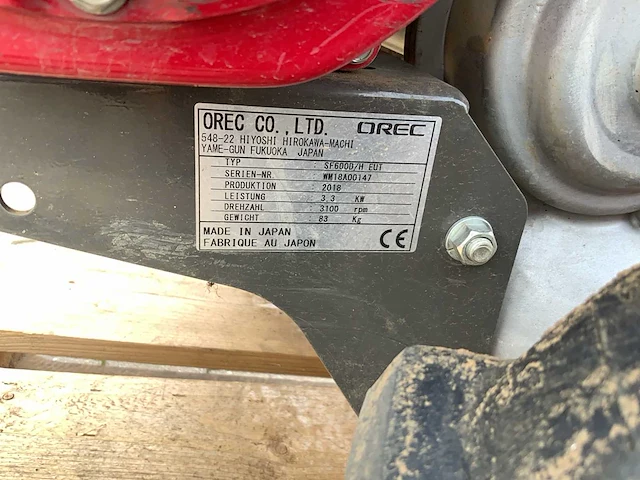 OREC CO.,LTD. OREC
548-22 HIYOSHI HIROKAWA-MACHI
YAME-GUN FUKUOKA JAPAN
TYP : SF600D/H EUT
SERIEN-NR. : WM18A00147
PRODUKTION : 2018
LEISTUNG : 3.3 KW
DREHZAHL : 3100 rpm
GEWICHT : 83 Kg
MADE IN JAPAN
FABRIQUE AU JAPON CE